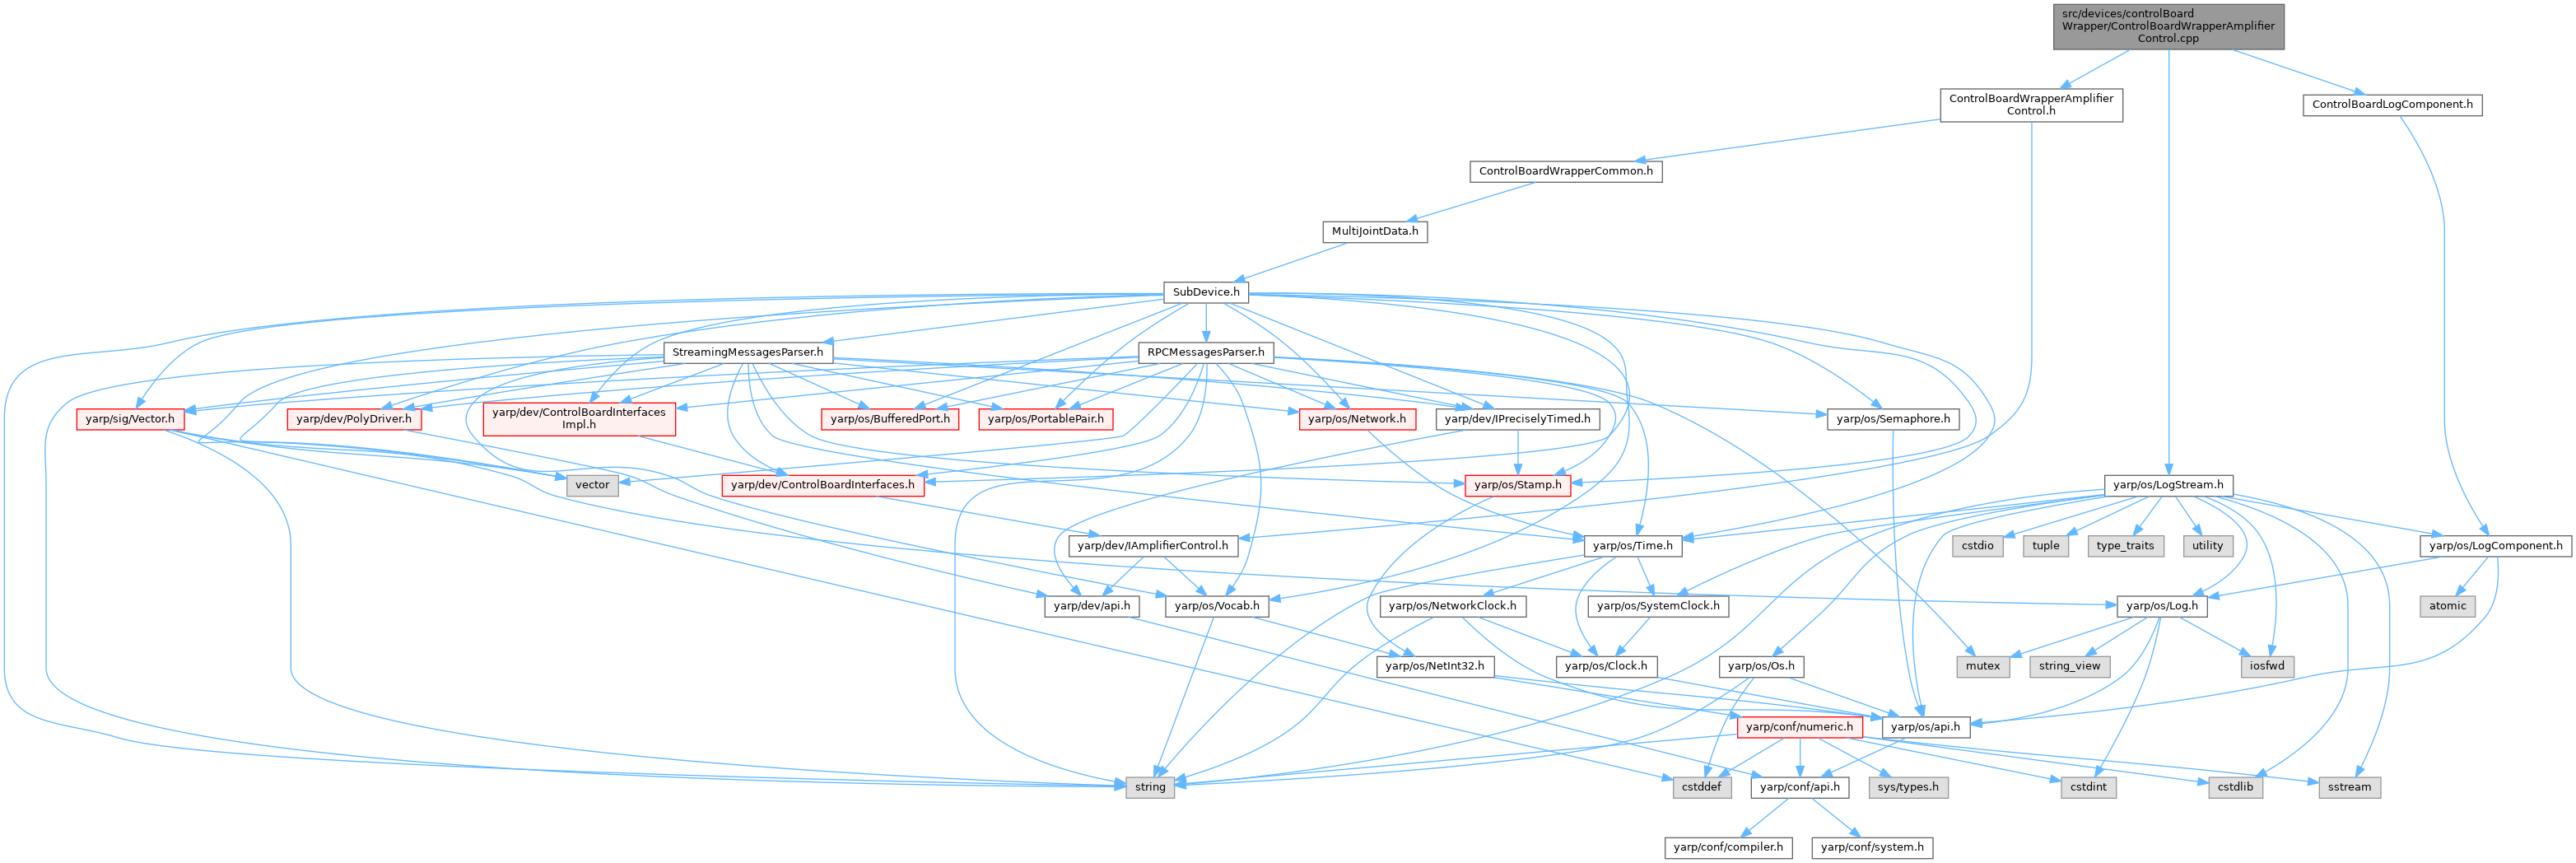 src/devices/controlBoard
Wrapper/ControlBoardWrapperAmplifier
Control.cpp
ControlBoardWrapperAmplifier
Control.h
ControlBoardLogComponent.h
ControlBoardWrapperCommon.h
MultiJointData.h
SubDevice.h
StreamingMessagesParser.h
RPCMessagesParser.h
yarp/sig/Vector.h
yarp/dev/PolyDriver.h
yarp/dev/ControlBoardInterfaces
Impl.h
yarp/os/BufferedPort.h
yarp/os/PortablePair.h
yarp/os/Network.h
yarp/dev/IPreciselyTimed.h
yarp/os/Semaphore.h
vector
yarp/dev/ControlBoardInterfaces.h
yarp/os/Stamp.h
yarp/os/LogStream.h
yarp/dev/IAmplifierControl.h
yarp/os/Time.h
cstdio
tuple
type_traits
utility
yarp/os/LogComponent.h
yarp/dev/api.h
yarp/os/Vocab.h
yarp/os/NetworkClock.h
yarp/os/SystemClock.h
yarp/os/Log.h
atomic
yarp/os/NetInt32.h
yarp/os/Clock.h
yarp/os/Os.h
mutex
string_view
iosfwd
yarp/conf/numeric.h
yarp/os/api.h
string
cstddef
yarp/conf/api.h
sys/types.h
cstdint
cstdlib
sstream
yarp/conf/compiler.h
yarp/conf/system.h